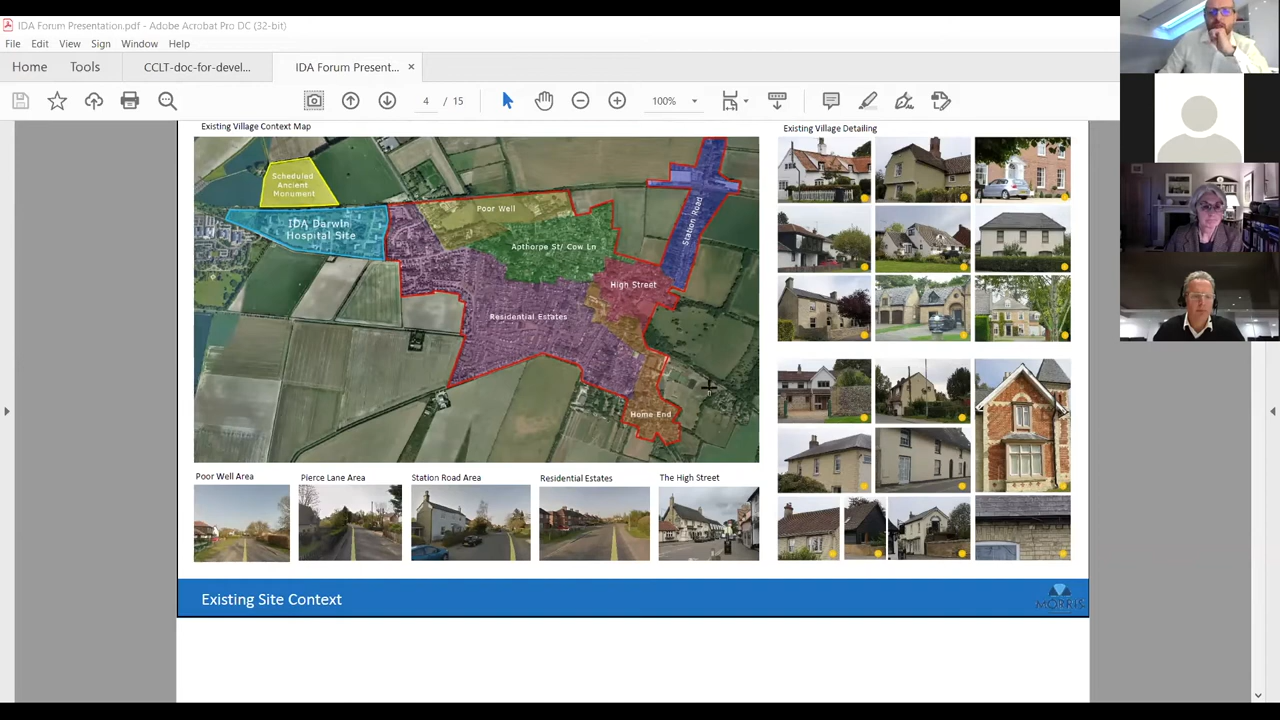 IDA Forum Presentation.pdf - Adobe Acrobat Pro DC (32-bit)
File Edit View Sign Window Help
Home Tools CCLT-doc-for-devel... IDA Forum Present... ×
4 / 15 100%
Existing Village Context Map
Existing Village Detailing
Scheduled
Ancient
Monument
IDA Darwin
Hospital Site
Poor Well
Apthorpe St/ Cow Ln
Station Road
High Street
Residential Estates
Home End
Poor Well Area
Pierce Lane Area
Station Road Area
Residential Estates
The High Street
Existing Site Context
MORRIS